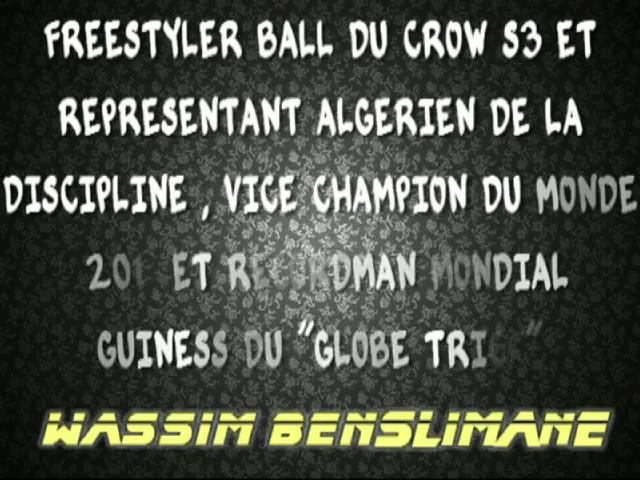 FREESTYLER BALL DU CROW S3 ET
REPRESENTANT ALGERIEN DE LA
DISCIPLINE , VICE CHAMPION DU MONDE
ET RECORDMAN MONDIAL
GUINESS DU "GLOBE
WASSIM BENSLIMANE